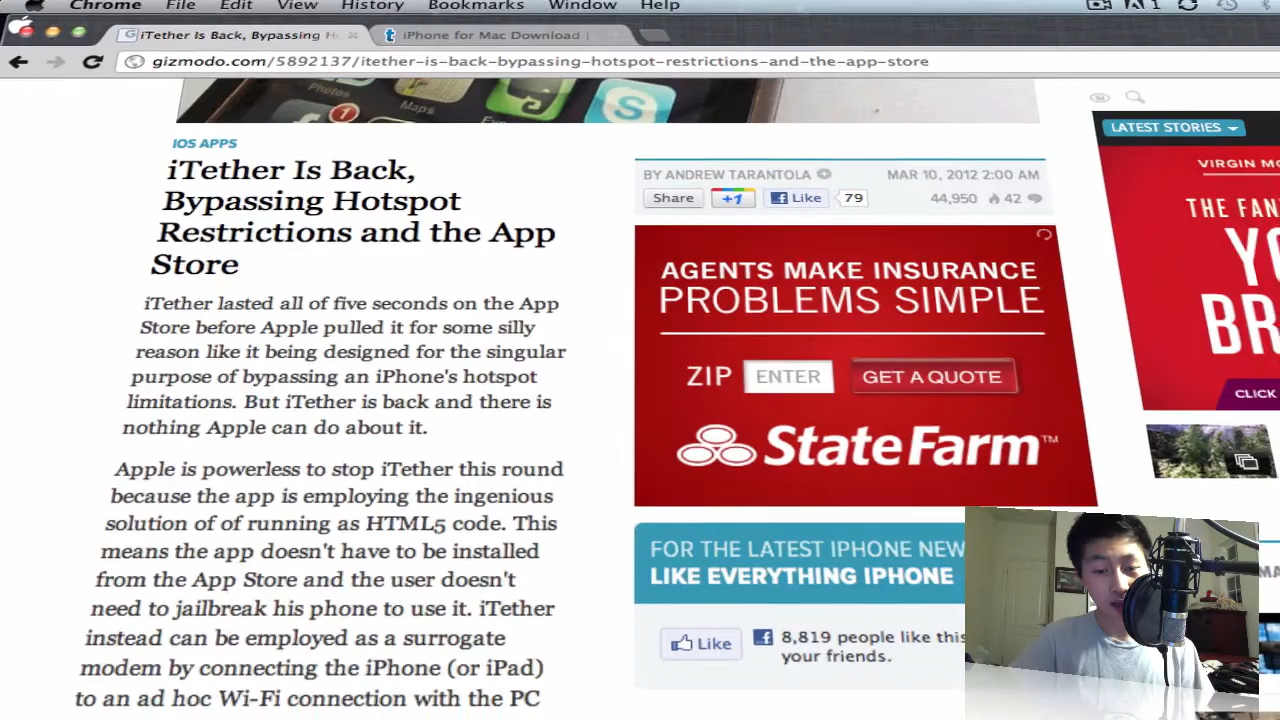 Chrome File Edit View History Bookmarks Window Help
iTether Is Back, Bypassing H
iPhone for Mac Download
gizmodo.com/5892137/itether-is-back-bypassing-hotspot-restrictions-and-the-app-store
Photos
Maps
1
IOS APPS
iTether Is Back,
Bypassing Hotspot
Restrictions and the App
Store
iTether lasted all of five seconds on the App
Store before Apple pulled it for some silly
reason like it being designed for the singular
purpose of bypassing an iPhone's hotspot
limitations. But iTether is back and there is
nothing Apple can do about it.
Apple is powerless to stop iTether this round
because the app is employing the ingenious
solution of of running as HTML5 code. This
means the app doesn't have to be installed
from the App Store and the user doesn't
need to jailbreak his phone to use it. iTether
instead can be employed as a surrogate
modem by connecting the iPhone (or iPad)
to an ad hoc Wi-Fi connection with the PC
BY ANDREW TARANTOLA
MAR 10, 2012 2:00 AM
Share +1 Like 79
44,950 42
AGENTS MAKE INSURANCE
PROBLEMS SIMPLE
ZIP ENTER GET A QUOTE
State Farm™
FOR THE LATEST IPHONE NEW
LIKE EVERYTHING IPHONE
Like
8,819 people like this
your friends.
LATEST STORIES
VIRGIN MO
THE FAN
YO
BR
CLICK